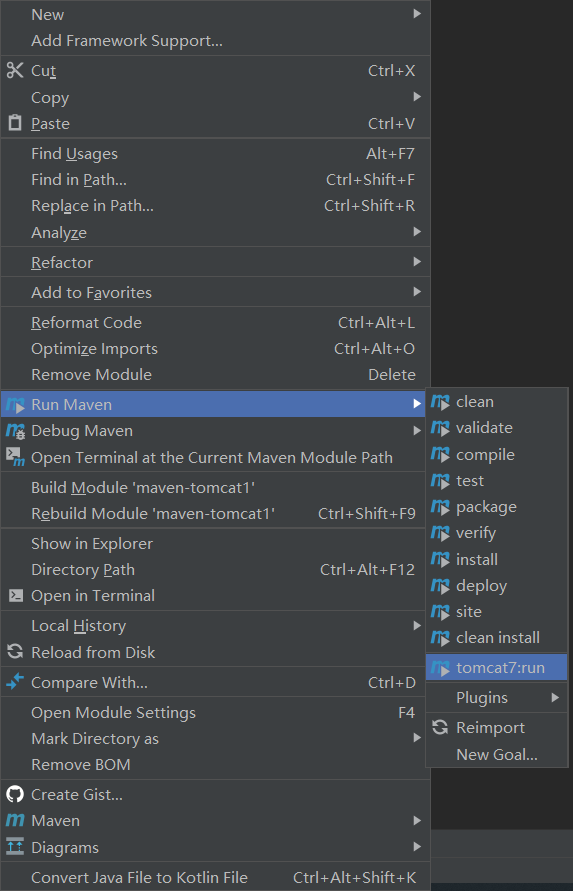 New
Add Framework Support...
Cut Ctrl+X
Copy
Paste Ctrl+V
Find Usages Alt+F7
Find in Path... Ctrl+Shift+F
Replace in Path... Ctrl+Shift+R
Analyze
Refactor
Add to Favorites
Reformat Code Ctrl+Alt+L
Optimize Imports Ctrl+Alt+O
Remove Module Delete
Run Maven
Debug Maven
Open Terminal at the Current Maven Module Path
Build Module 'maven-tomcat1'
Rebuild Module 'maven-tomcat1' Ctrl+Shift+F9
Show in Explorer
Directory Path Ctrl+Alt+F12
Open in Terminal
Local History
Reload from Disk
Compare With... Ctrl+D
Open Module Settings F4
Mark Directory as
Remove BOM
Create Gist...
Maven
Diagrams
Convert Java File to Kotlin File Ctrl+Alt+Shift+K
clean
validate
compile
test
package
verify
install
deploy
site
clean install
tomcat7:run
Plugins
Reimport
New Goal...